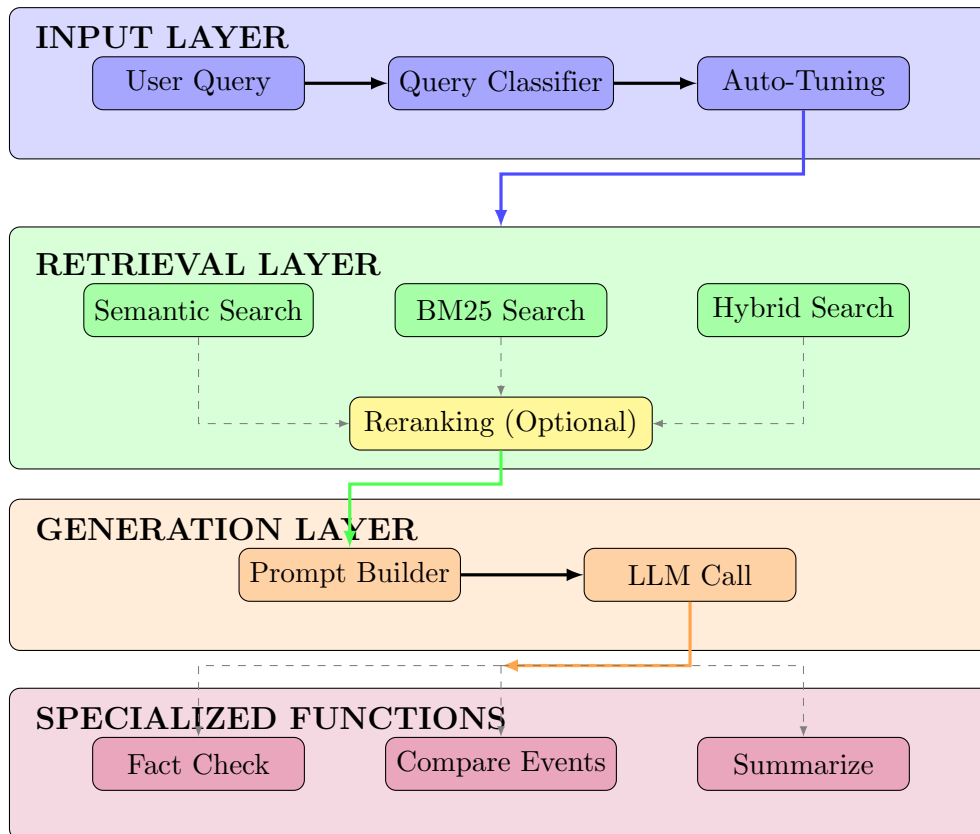 INPUT LAYER
User Query
Query Classifier
Auto-Tuning
RETRIEVAL LAYER
Semantic Search
BM25 Search
Hybrid Search
Reranking (Optional)
GENERATION LAYER
Prompt Builder
LLM Call
SPECIALIZED FUNCTIONS
Fact Check
Compare Events
Summarize